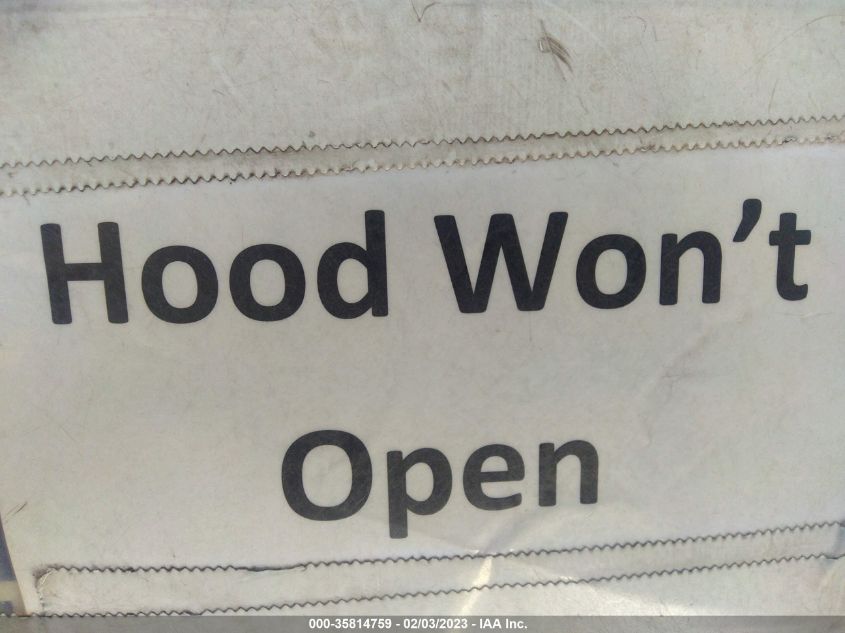 Hood Won’t
Open
000-35814759 - 02/03/2023 - IAA Inc.